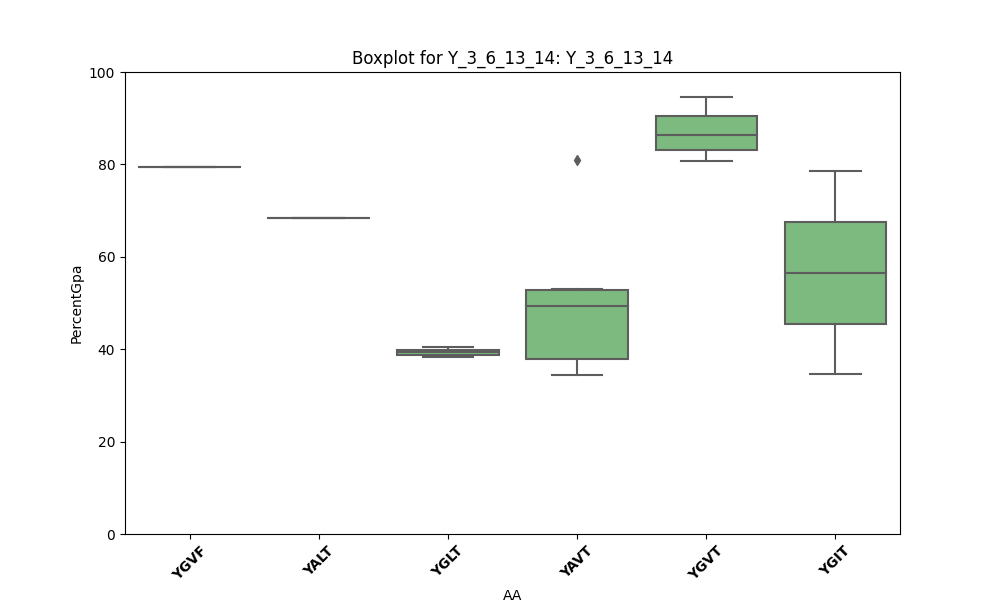 Boxplot for Y_3_6_13_14: Y_3_6_13_14
100
80
60
40
20
0
PercentGpa
YGVF
YALT
YGLT
YAVT
YGVT
YGIT
AA